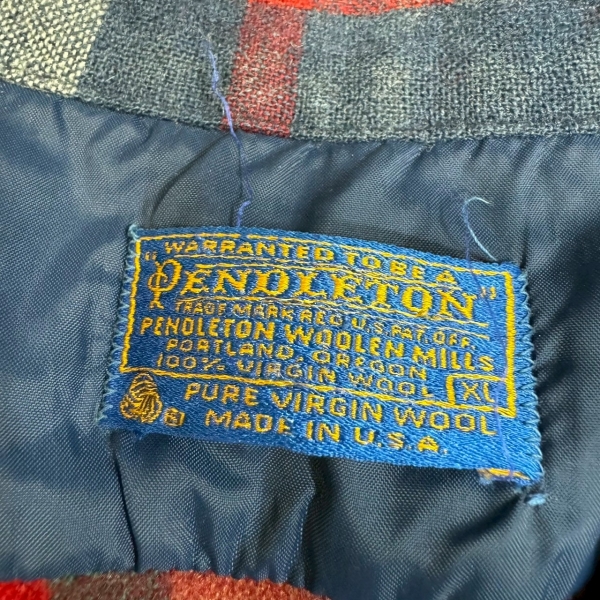 "WARRANTED TO BE A
PENDLETON"
TRADE MARK REG. U.S. PAT. OFF.
PENDLETON WOOLEN MILLS
PORTLAND, OREGON
100% VIRGIN WOOL XL
PURE VIRGIN WOOL
R MADE IN U.S.A.